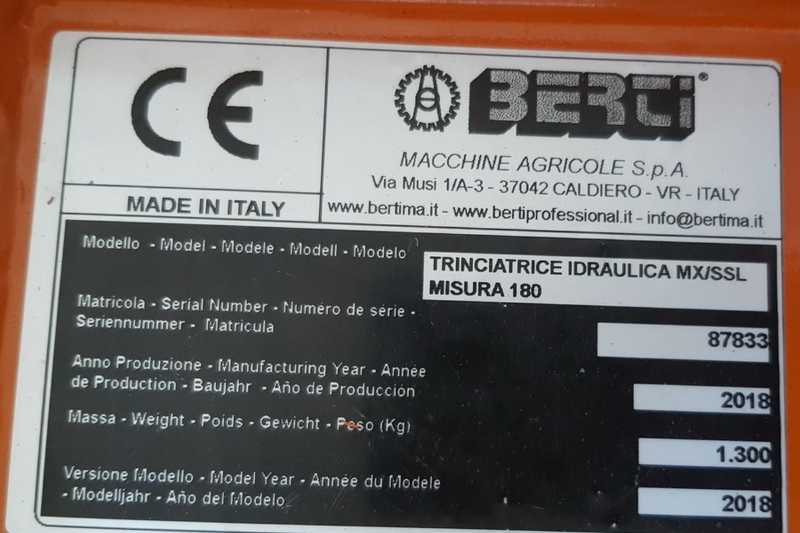 CE
BERTI®
MACCHINE AGRICOLE S.p.A.
Via Musi 1/A-3 - 37042 CALDIERO - VR - ITALY
MADE IN ITALY
www.bertima.it - www.bertiprofessional.it - info@bertima.it
Modello - Model - Modele - Modell - Modelo
TRINCIATRICE IDRAULICA MX/SSL
MISURA 180
Matricola - Serial Number - Numéro de série -
Seriennummer - Matricula
87833
Anno Produzione - Manufacturing Year - Année
de Production - Baujahr - Año de Producción
2018
Massa - Weight - Poids - Gewicht - Peso (Kg)
1.300
Versione Modello - Model Year - Année du Modele
- Modelljahr - Año del Modelo
2018